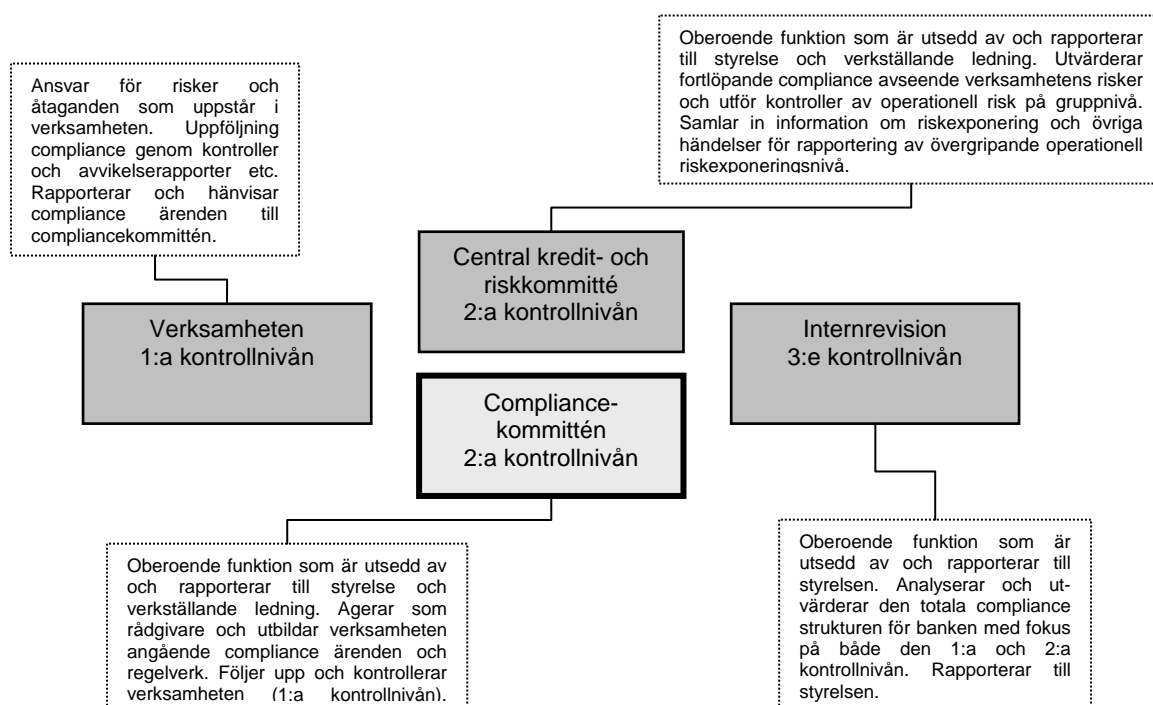 Oberoende funktion som är utsedd av och rapporterar
till styrelse och verkställande ledning. Utvärderar
fortlöpande compliance avseende verksamhetens risker
och utför kontroller av operationell risk på gruppnivå.
Samlar in information om riskexponering och övriga
händelser för rapportering av övergripande operationell
riskexponeringsnivå.
Ansvar för risker och
åtaganden som uppstår i
verksamheten. Uppföljning
compliance genom kontroller
och avvikelserapporter etc.
Rapporterar och hänvisar
compliance ärenden till
compliancekommittén.
Central kredit- och
riskkommitté
2:a kontrollnivån
Verksamheten
1:a kontrollnivån
Internrevision
3:e kontrollnivån
Compliance-
kommittén
2:a kontrollnivån
Oberoende funktion som är utsedd av
och rapporterar till styrelse och
verkställande ledning. Agerar som
rådgivare och utbildar verksamheten
angående compliance ärenden och
regelverk. Följer upp och kontrollerar
verksamheten (1:a kontrollnivån).
Oberoende funktion som är
utsedd av och rapporterar till
styrelsen. Analyserar och ut-
värderar den totala compliance
strukturen för banken med fokus
på både den 1:a och 2:a
kontrollnivån. Rapporterar till
styrelsen.